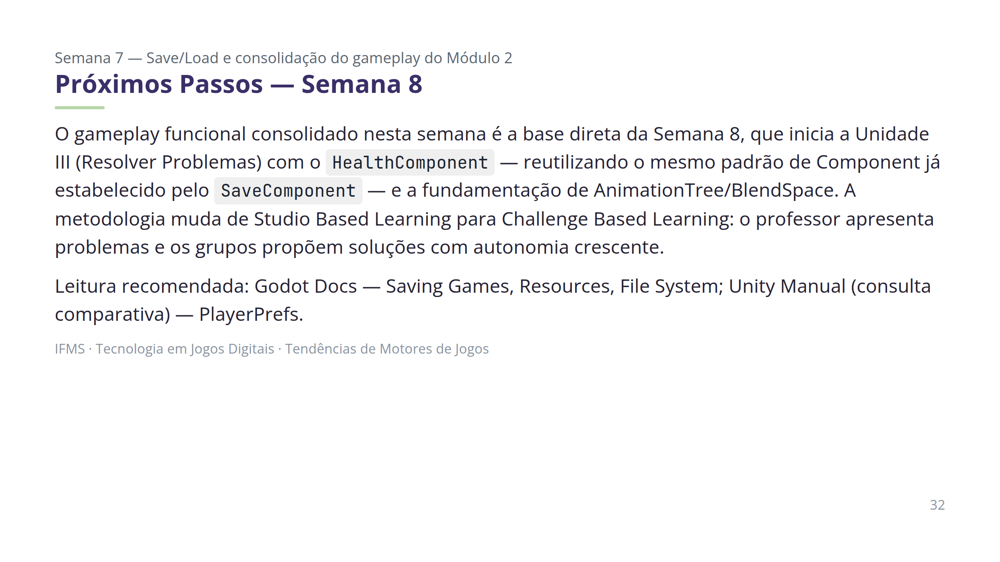 Semana 7 — Save/Load e consolidação do gameplay do Módulo 2
Próximos Passos — Semana 8
O gameplay funcional consolidado nesta semana é a base direta da Semana 8, que inicia a Unidade
III (Resolver Problemas) com o HealthComponent — reutilizando o mesmo padrão de Component já
estabelecido pelo SaveComponent — e a fundamentação de AnimationTree/BlendSpace. A
metodologia muda de Studio Based Learning para Challenge Based Learning: o professor apresenta
problemas e os grupos propõem soluções com autonomia crescente.
Leitura recomendada: Godot Docs — Saving Games, Resources, File System; Unity Manual (consulta
comparativa) — PlayerPrefs.
IFMS · Tecnologia em Jogos Digitais · Tendências de Motores de Jogos
32